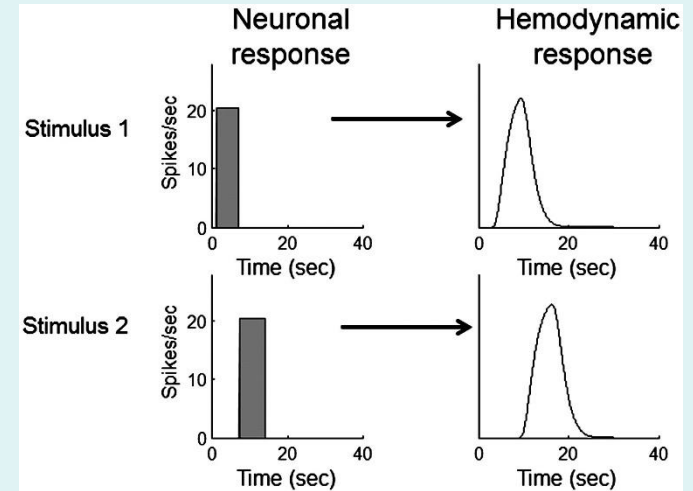 Neuronal
response
Hemodynamic
response
Stimulus 1
Spikes/sec
20
10
0
0 20 40
Time (sec)
0 20 40
Time (sec)
Stimulus 2
Spikes/sec
20
10
0
0 20 40
Time (sec)
0 20 40
Time (sec)